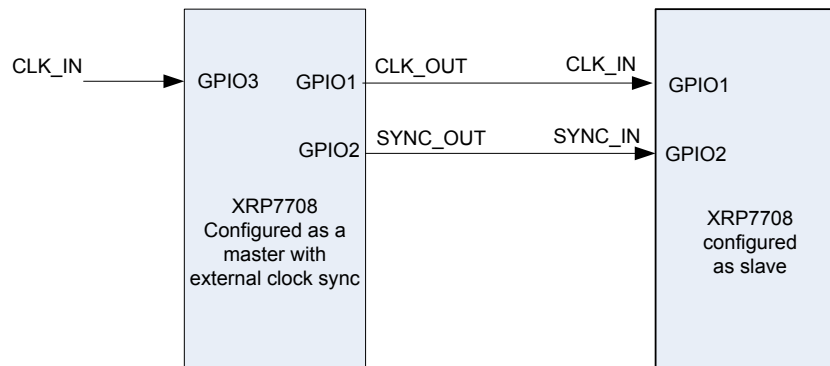 CLK_IN
GPIO3
GPIO1
CLK_OUT
CLK_IN
GPIO1
GPIO2
SYNC_OUT
SYNC_IN
GPIO2
XRP7708
Configured as a
master with
external clock sync
XRP7708
configured
as slave